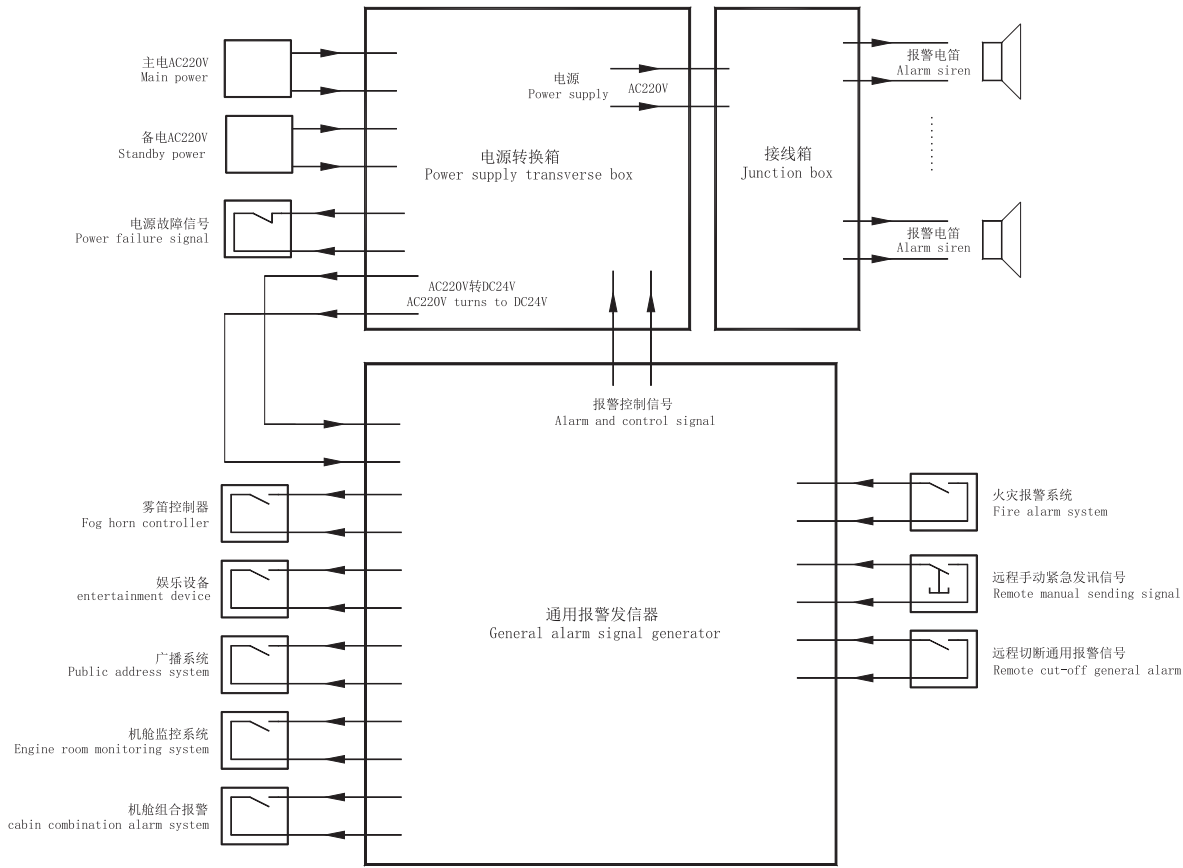 主电AC220V
Main power
备电AC220V
Standby power
电源故障信号
Power failure signal
电源
Power supply
AC220V
电源转换箱
Power supply transverse box
AC220V转DC24V
AC220V turns to DC24V
接线箱
Junction box
报警电笛
Alarm siren
报警电笛
Alarm siren
报警控制信号
Alarm and control signal
雾笛控制器
Fog horn controller
娱乐设备
entertainment device
广播系统
Public address system
机舱监控系统
Engine room monitoring system
机舱组合报警
cabin combination alarm system
通用报警发信器
General alarm signal generator
火灾报警系统
Fire alarm system
远程手动紧急发讯信号
Remote manual sending signal
远程切断通用报警信号
Remote cut-off general alarm